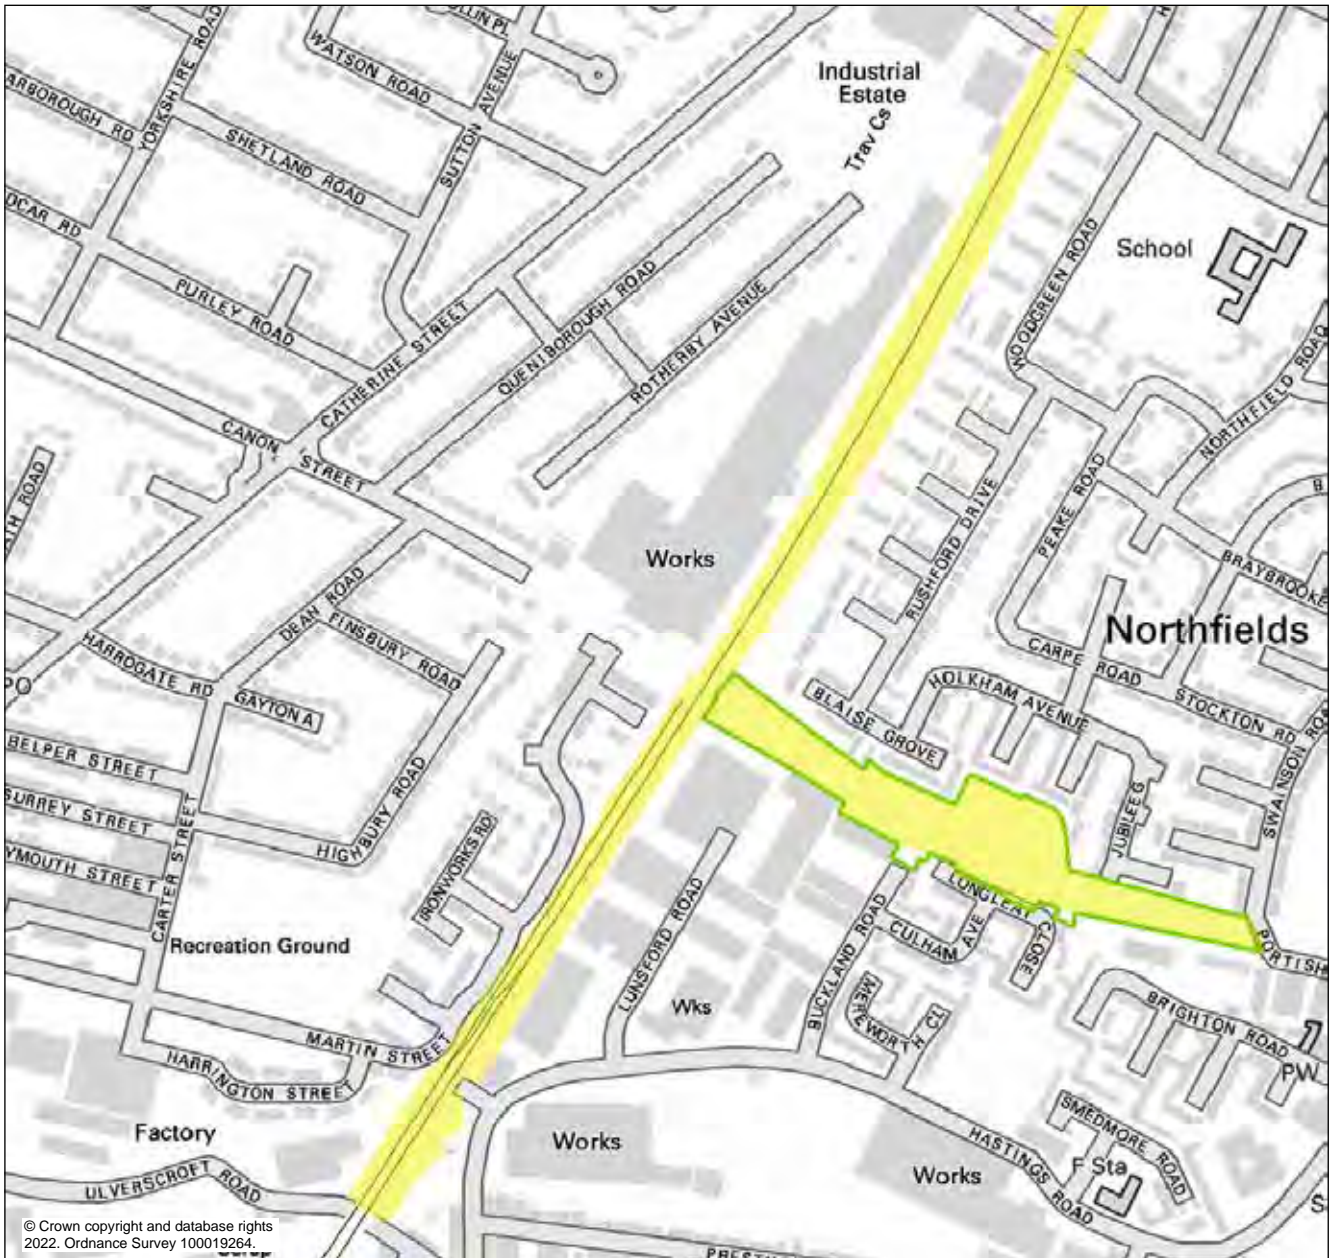 WATSON ROAD
YORKSHIRE ROAD
SUTTON AVENUE
SHETLAND ROAD
Industrial
Estate
Trav Cs
School
PURLEY ROAD
CATHERINE STREET
QUENIBOROUGH ROAD
ROTHERBY AVENUE
WOODGREEN ROAD
NORTHFIELD ROAD
CANON STREET
PEAKE ROAD
RUSHFORD DRIVE
Works
BRAYBROOKE
Northfields
DEAN ROAD
FINSBURY ROAD
HARROGATE RD
GAYTON A
CARPE ROAD
STOCKTON RD
HOLKHAM AVENUE
BLAISE GROVE
SWAINSON ROA
JUBILEE G
BELPER STREET
SURREY STREET
YMOUTH STREET
CARTER STREET
HIGHBURY ROAD
IRONWORKS RD
LUNSFORD ROAD
BUCKLAND ROAD
LONGLEAT
CLOSE
CULHAM AVE
PORTISH
Recreation Ground
Wks
MEREWORTH CL
BRIGHTON ROAD
PW
MARTIN STREET
HARRINGTON STREET
Factory
Works
Works
HASTINGS ROAD
SMEDMORE ROAD
F Sta
ULVERSCROFT ROAD
© Crown copyright and database rights
2022. Ordnance Survey 100019264.